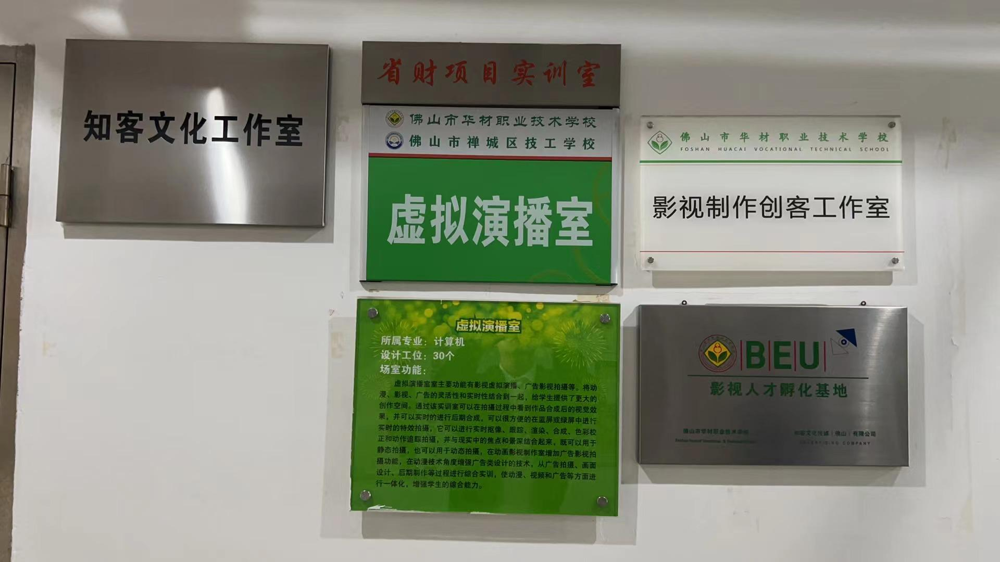 知客文化工作室
省财项目实训室
佛山市华材职业技术学校
佛山市禅城区技工学校
虚拟演播室
虚拟演播室
所属专业：计算机
设计工位：30个
场室功能：
虚拟演播室室主要功能有影视虚拟演播、广告影视拍摄等。将动
漫、影视、广告的灵活性和实时性结合到一起，给学生提供了更大的
创作空间。通过该实训室可以在拍摄过程中看到作品合成后的视觉效
果，并可以实时的进行后期合成，可以很方便的在蓝屏或绿屏中进行
实时的特效拍摄，它可以进行实时抠像、跟踪、渲染、合成、色彩校
正和动作追踪拍摄，并与现实中的焦点和景深结合起来，既可以用于
静态拍摄，也可以用于动态拍摄，在动画影视制作室增加广告影视拍
摄功能，在动漫技术角度增强广告类设计的技术，从广告拍摄、画面
设计、后期制作等过程进行综合实训，使动漫、视频和广告等方面进
行一体化，增强学生的综合能力。
佛山市华材职业技术学校
FOSHAN HUACAI VOCATIONAL TECHNICAL SCHOOL
影视制作创客工作室
BEU
影视人才孵化基地
佛山市华材职业技术学校
知客文化传媒（佛山）有限公司
ADVERTISING COMPANY